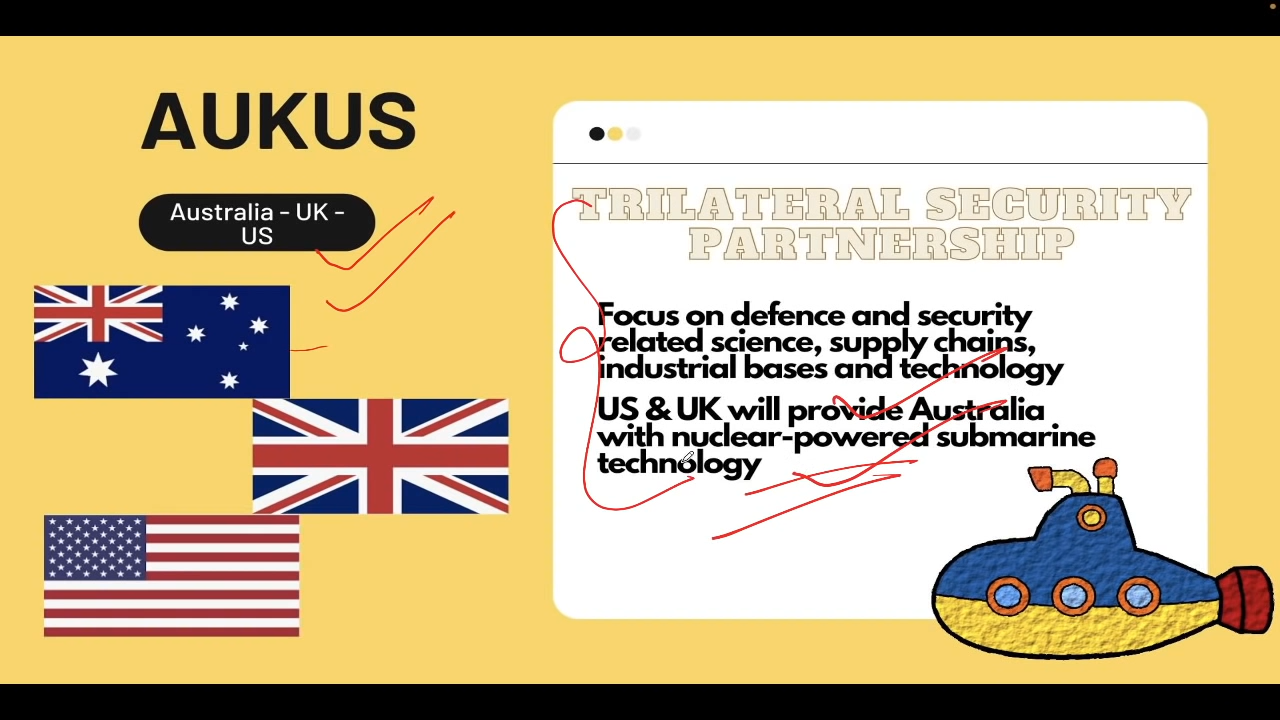 AUKUS
Australia - UK -
US
TRILATERAL SECURITY
PARTNERSHIP
Focus on defence and security
related science, supply chains,
industrial bases and technology
US & UK will provide Australia
with nuclear-powered submarine
technology